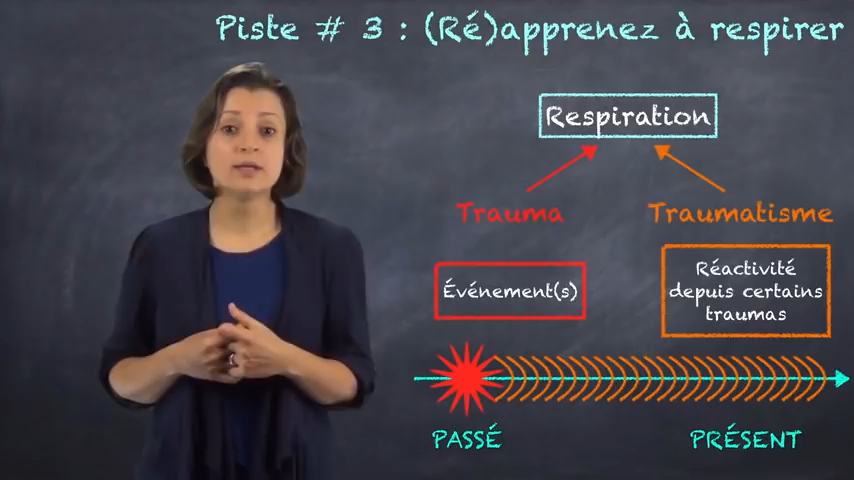 Piste # 3 : (Ré)apprenez à respirer
Respiration
Trauma
Traumatisme
Événement(s)
Réactivité
depuis certains
traumas
PASSÉ
PRÉSENT